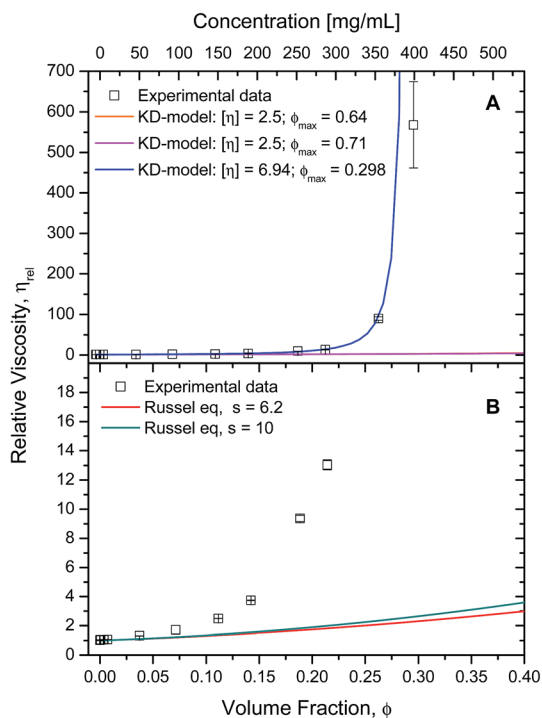 Concentration [mg/mL]
0 50 100 150 200 250 300 350 400 450 500
700
600
500
400
300
200
100
0
Experimental data
KD-model: [η] = 2.5; ϕmax = 0.64
KD-model: [η] = 2.5; ϕmax = 0.71
KD-model: [η] = 6.94; ϕmax = 0.298
A
Relative Viscosity, ηrel
18
16
14
12
10
8
6
4
2
0
Experimental data
Russel eq, s = 6.2
Russel eq, s = 10
B
0.00 0.05 0.10 0.15 0.20 0.25 0.30 0.35 0.40
Volume Fraction, ϕ